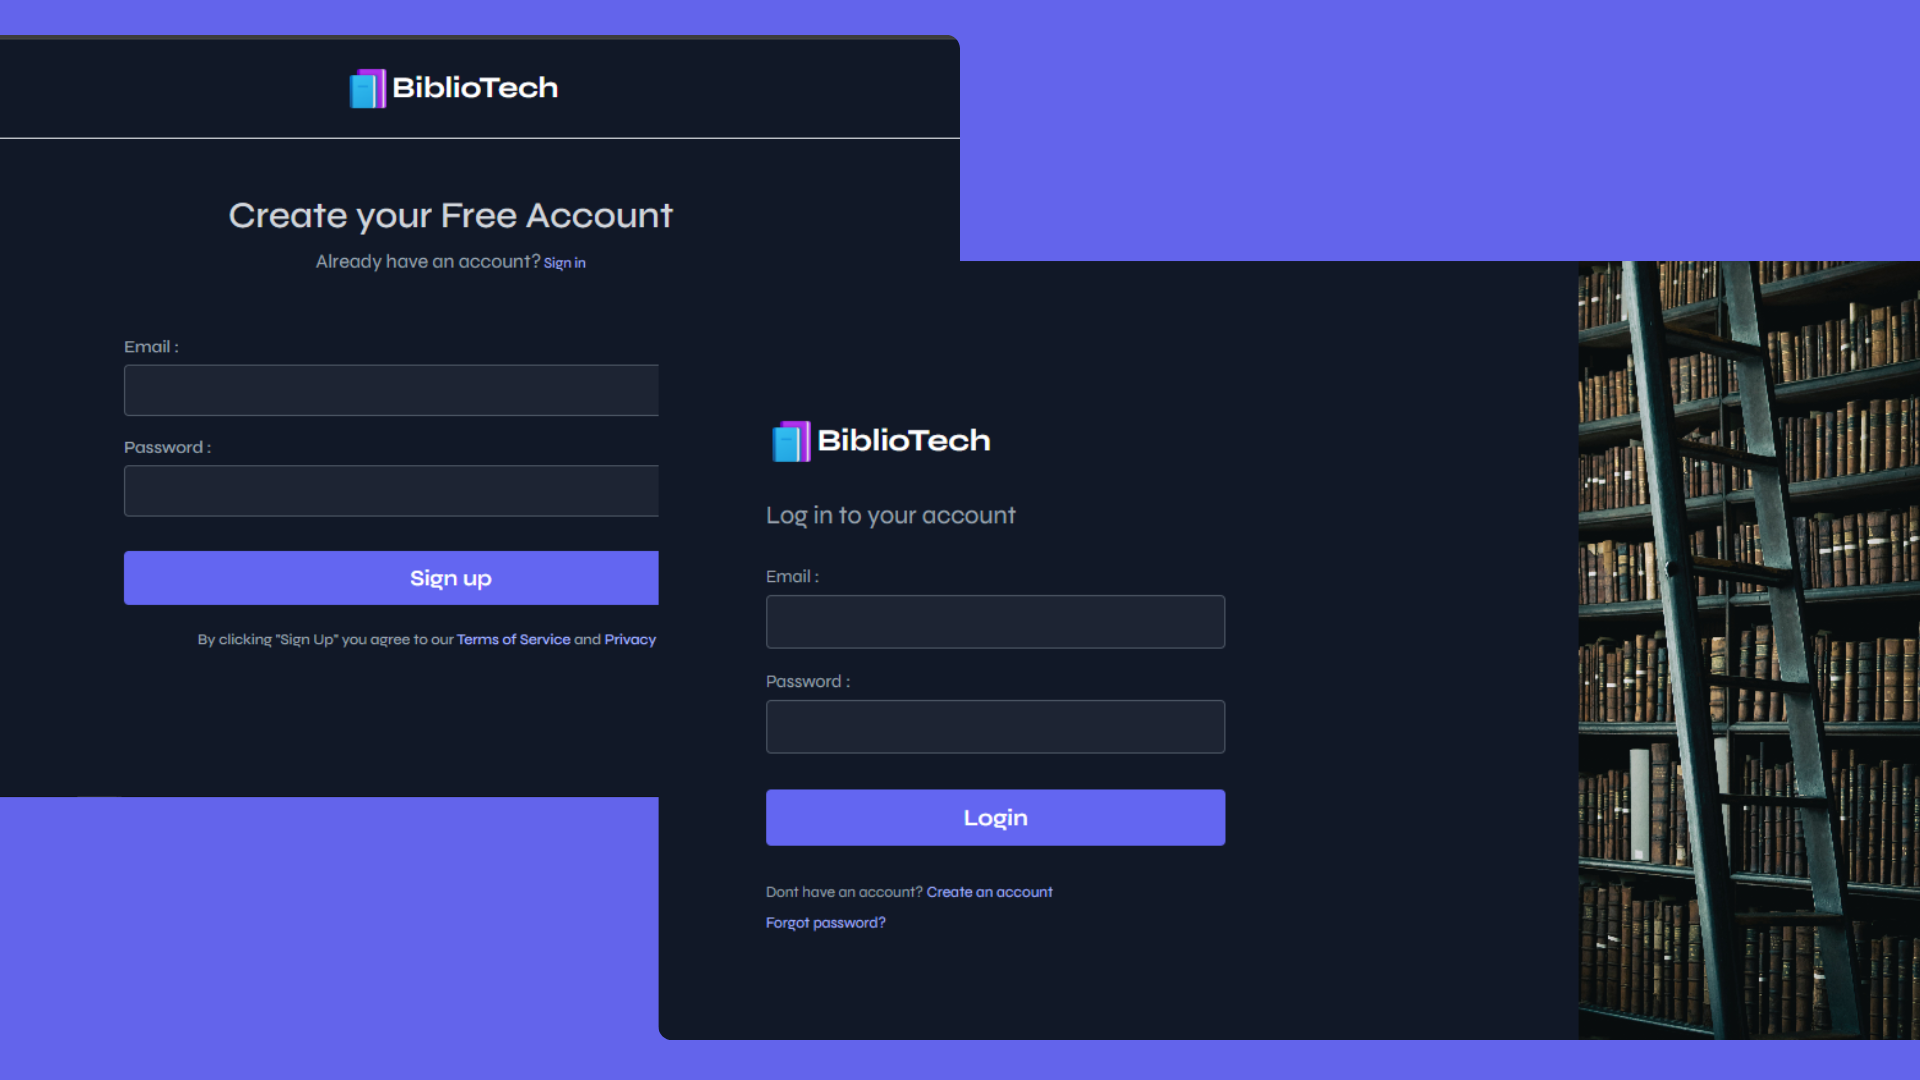 BiblioTech
Create your Free Account
Already have an account? Sign in
Email :
Password :
Sign up
By clicking "Sign Up" you agree to our Terms of Service and Privacy
BiblioTech
Log in to your account
Email :
Password :
Login
Dont have an account? Create an account
Forgot password?